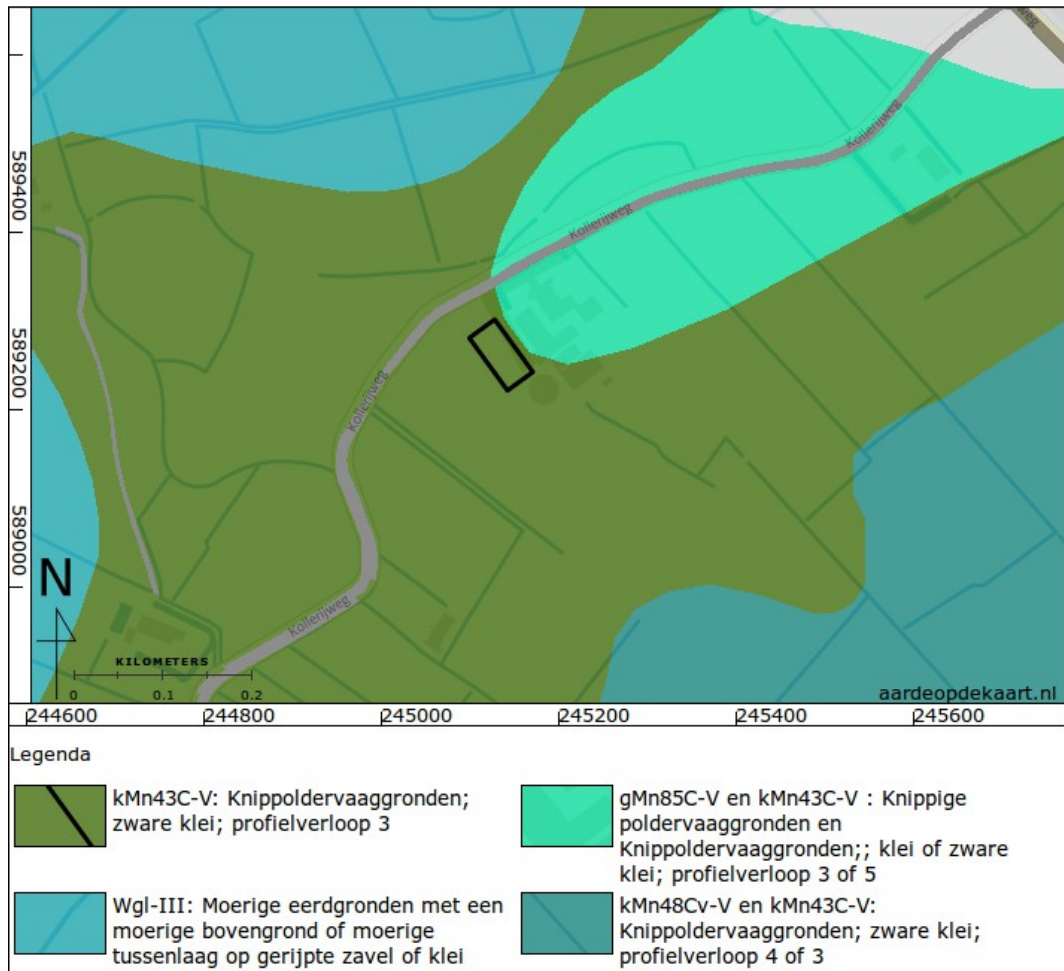 weg
Kollerijweg
Kollerijweg
Kollerijweg
Kollerijweg
589400
589200
589000
N
KILOMETERS
0 0.1 0.2
aardeopdekaart.nl
244600 244800 245000 245200 245400 245600
Legenda
kMn43C-V: Knippoldervaaggronden;
zware klei; profielverloop 3
gMn85C-V en kMn43C-V : Knippige
poldervaaggronden en
Knippoldervaaggronden;; klei of zware
klei; profielverloop 3 of 5
Wgl-III: Moerige eerdgronden met een
moerige bovengrond of moerige
tussenlaag op gerijpte zavel of klei
kMn48Cv-V en kMn43C-V:
Knippoldervaaggronden; zware klei;
profielverloop 4 of 3